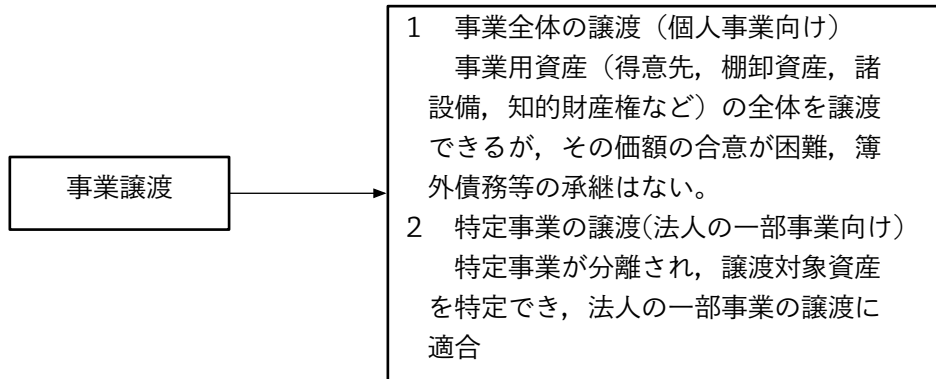 事業譲渡
1　事業全体の譲渡（個人事業向け）
事業用資産（得意先，棚卸資産，諸
設備，知的財産権など）の全体を譲渡
できるが，その価額の合意が困難，簿
外債務等の承継はない。
2　特定事業の譲渡(法人の一部事業向け）
特定事業が分離され，譲渡対象資産
を特定でき，法人の一部事業の譲渡に
適合